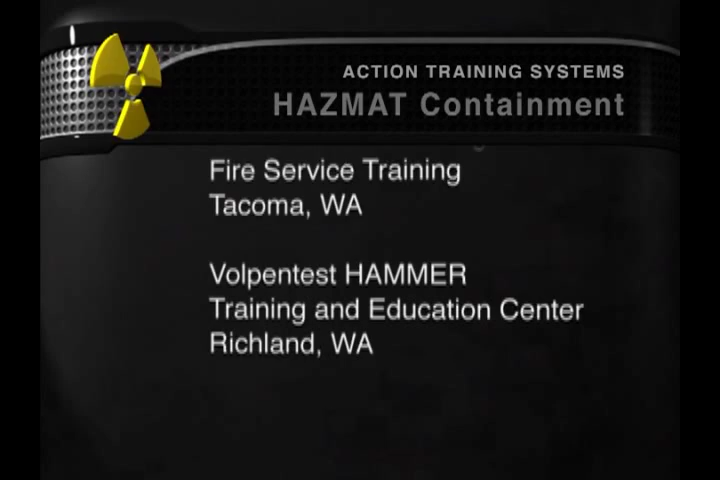 ACTION TRAINING SYSTEMS
HAZMAT Containment
Fire Service Training
Tacoma, WA
Volpentest HAMMER
Training and Education Center
Richland, WA